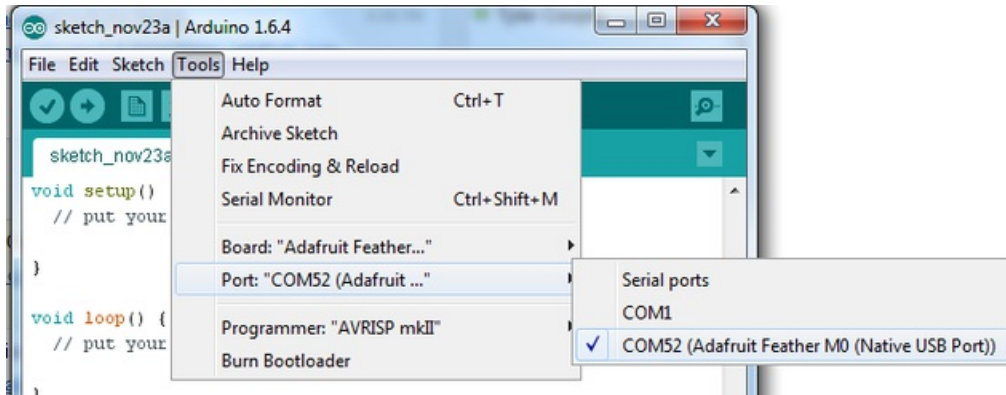 sketch_nov23a | Arduino 1.6.4
File Edit Sketch Tools Help
sketch_nov23a
Auto Format Ctrl+T
Archive Sketch
Fix Encoding & Reload
Serial Monitor Ctrl+Shift+M
Board: "Adafruit Feather..."
Port: "COM52 (Adafruit ..."
Programmer: "AVRISP mkII"
Burn Bootloader
Serial ports
COM1
COM52 (Adafruit Feather M0 (Native USB Port))
void setup()
// put your
}
void loop() {
// put your